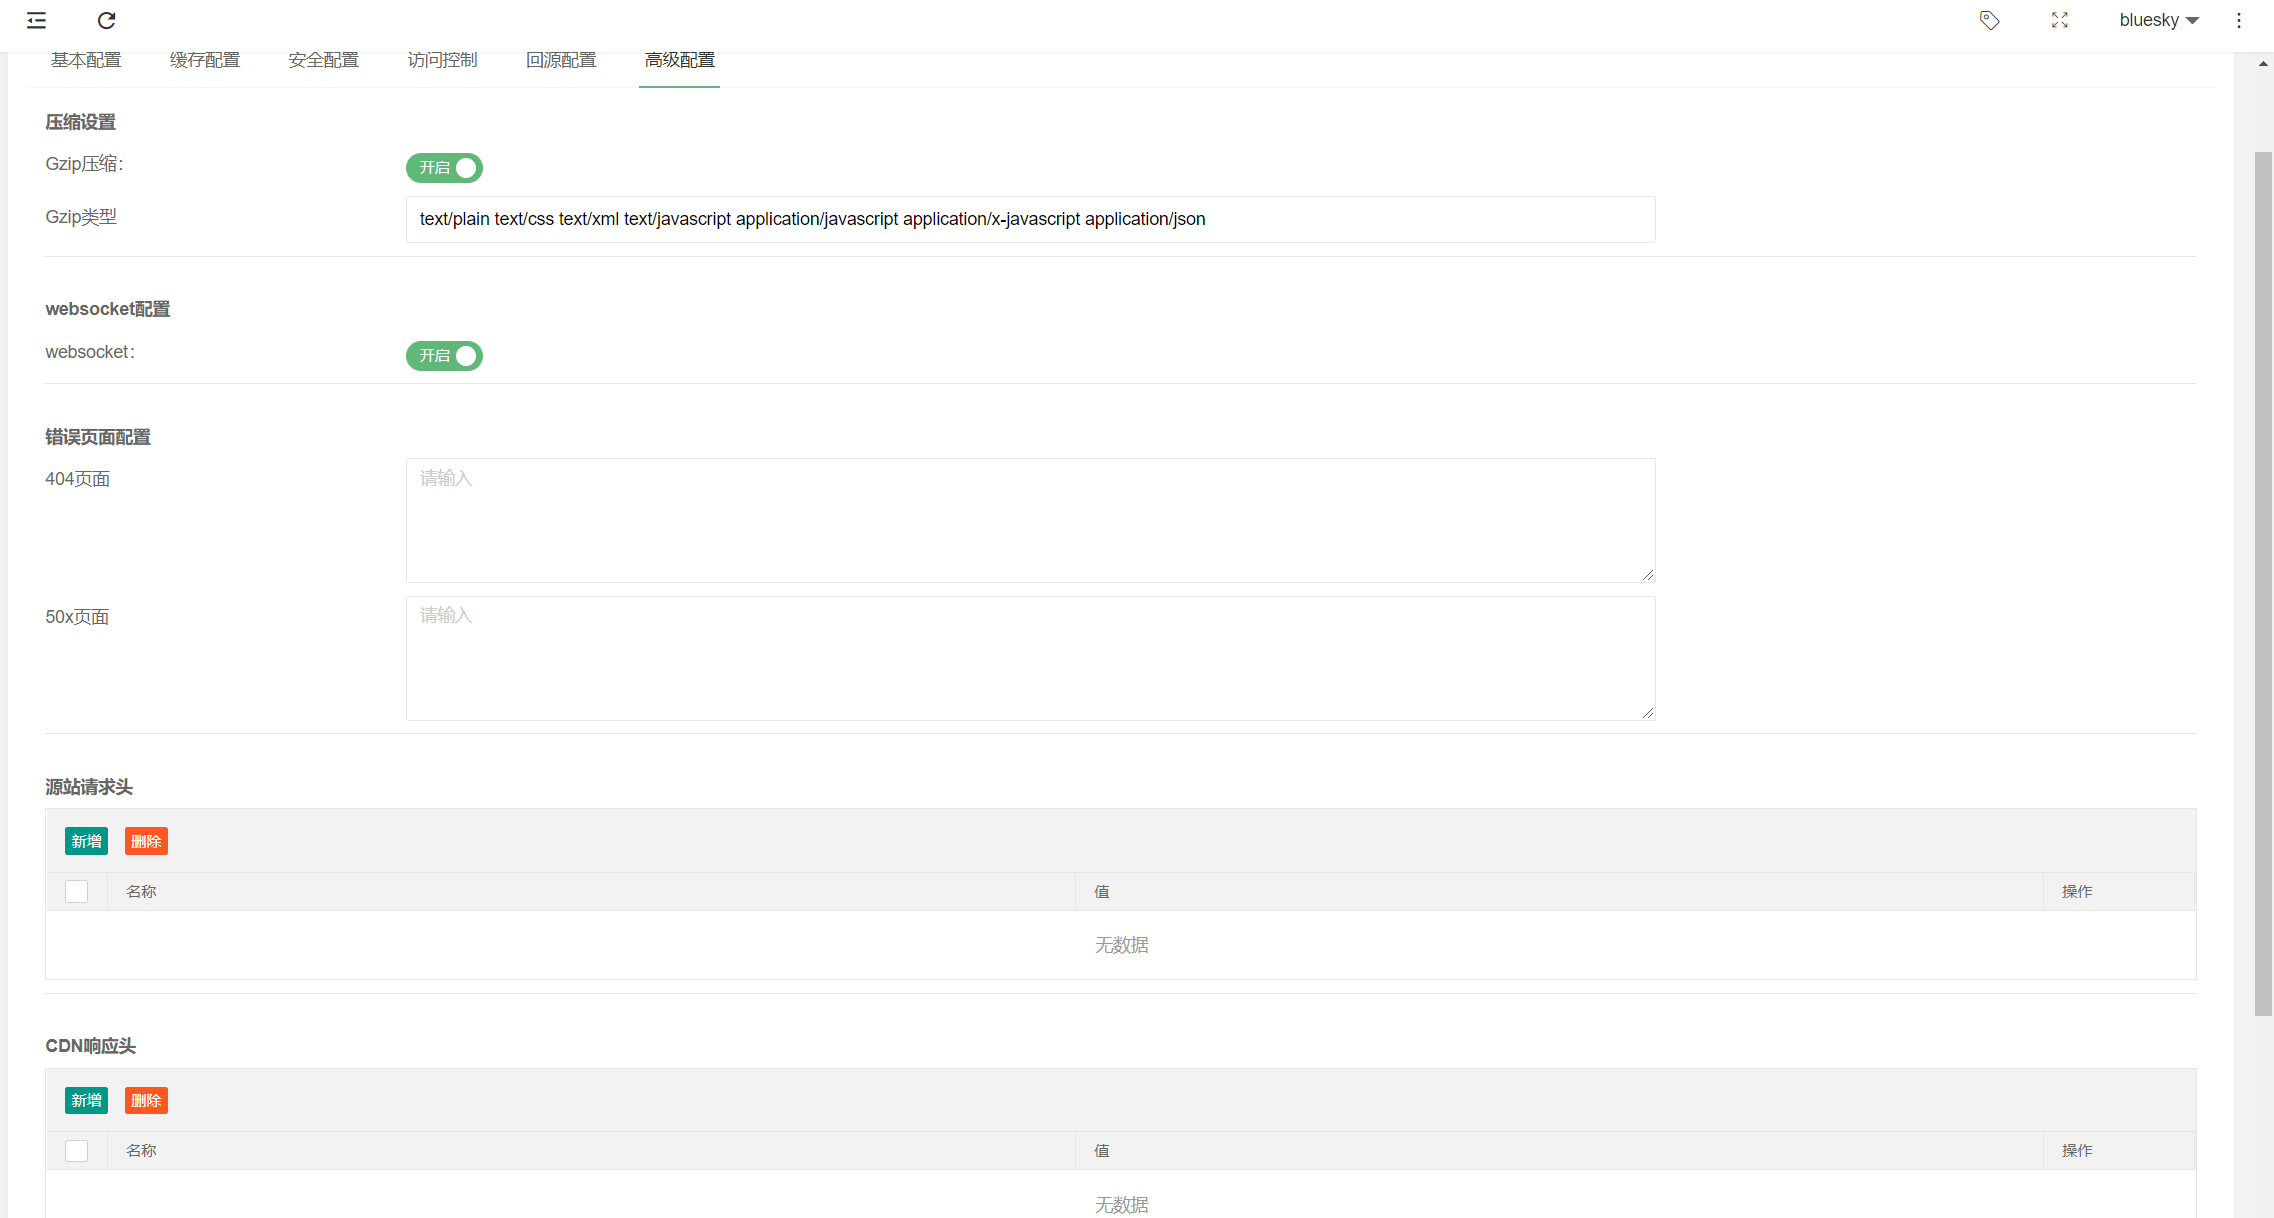 bluesky
基本配置 缓存配置 安全配置 访问控制 回源配置 高级配置
压缩设置
Gzip压缩：
开启
Gzip类型
text/plain text/css text/xml text/javascript application/javascript application/x-javascript application/json
websocket配置
websocket：
开启
错误页面配置
404页面
请输入
50x页面
请输入
源站请求头
新增 删除
名称 值 操作
无数据
CDN响应头
新增 删除
名称 值 操作
无数据